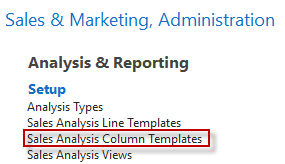 Sales & Marketing, Administration
Analysis & Reporting
Setup
Analysis Types
Sales Analysis Line Templates
Sales Analysis Column Templates
Sales Analysis Views